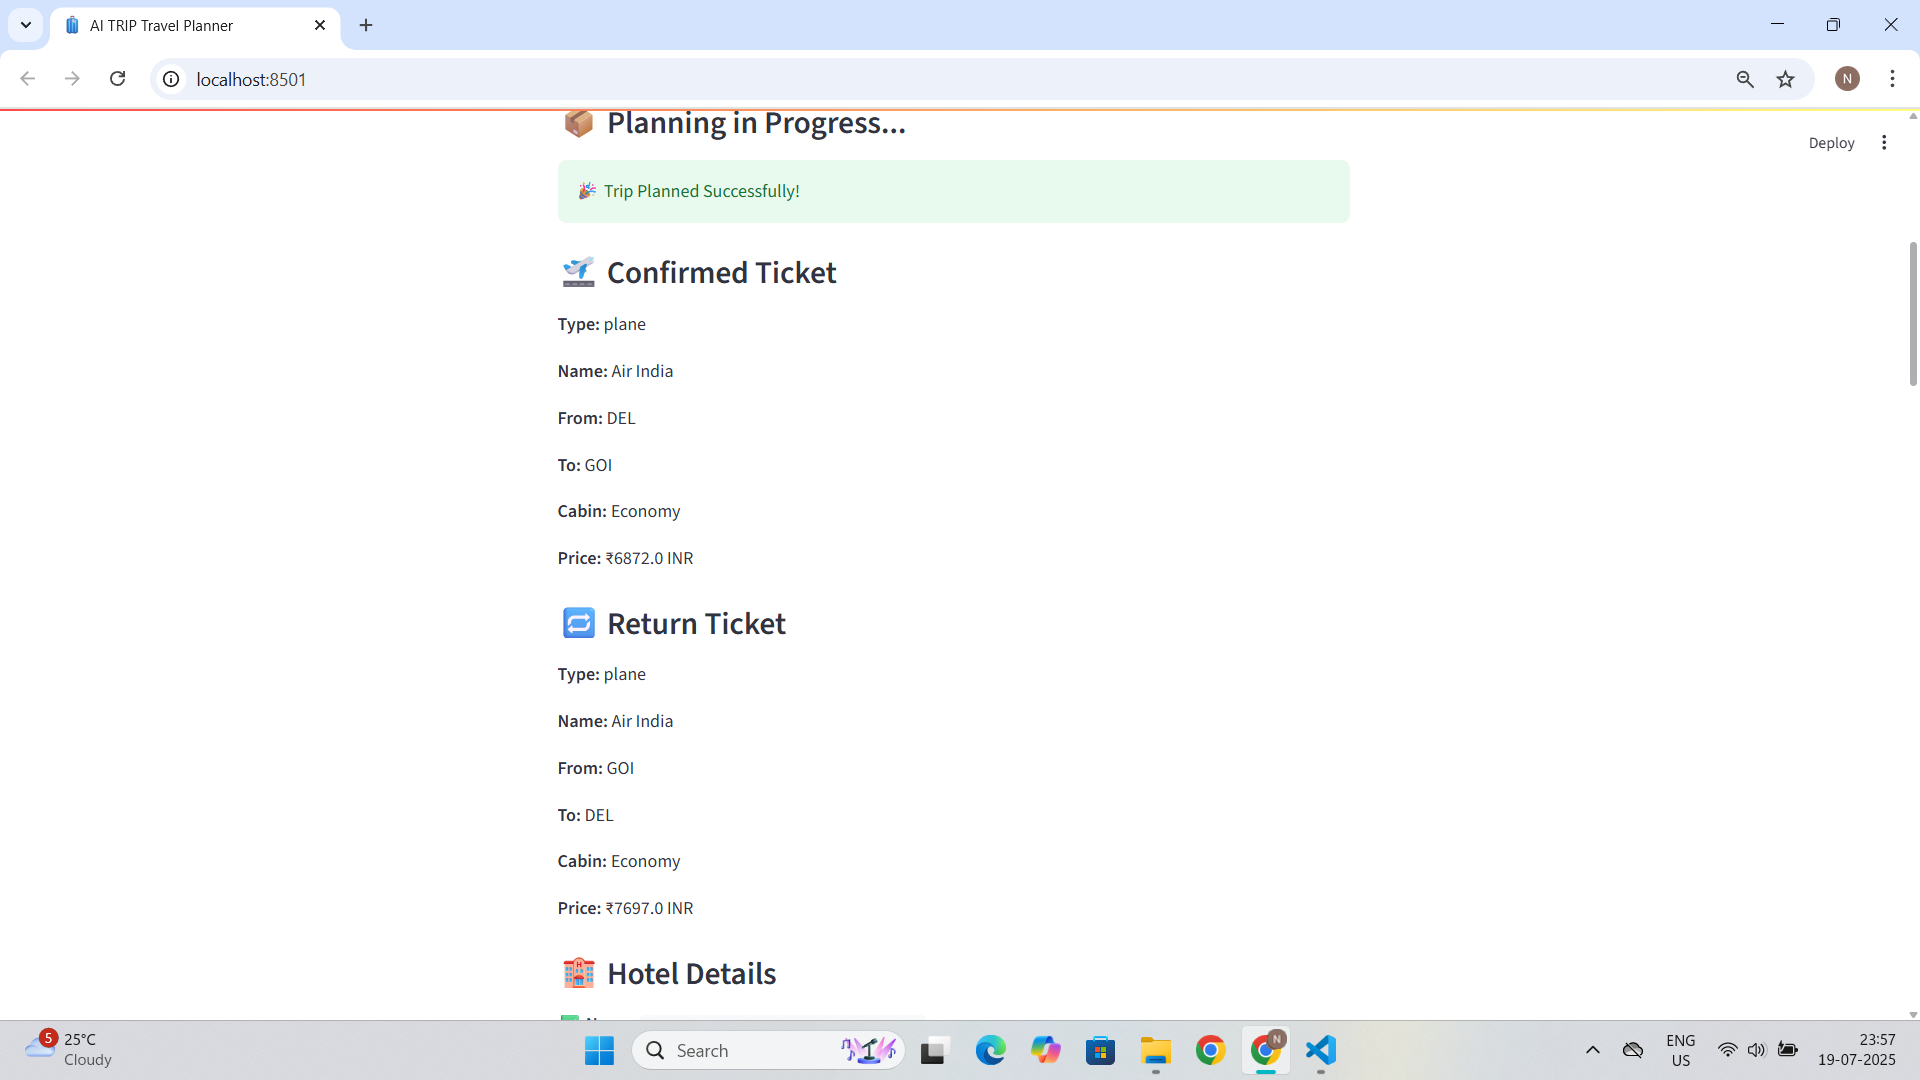 AI TRIP Travel Planner
localhost:8501
N
Planning in Progress...
Deploy
Trip Planned Successfully!
Confirmed Ticket
Type: plane
Name: Air India
From: DEL
To: GOI
Cabin: Economy
Price: ₹6872.0 INR
Return Ticket
Type: plane
Name: Air India
From: GOI
To: DEL
Cabin: Economy
Price: ₹7697.0 INR
Hotel Details
5
25°C
Cloudy
Search
N
ENG
US
23:57
19-07-2025